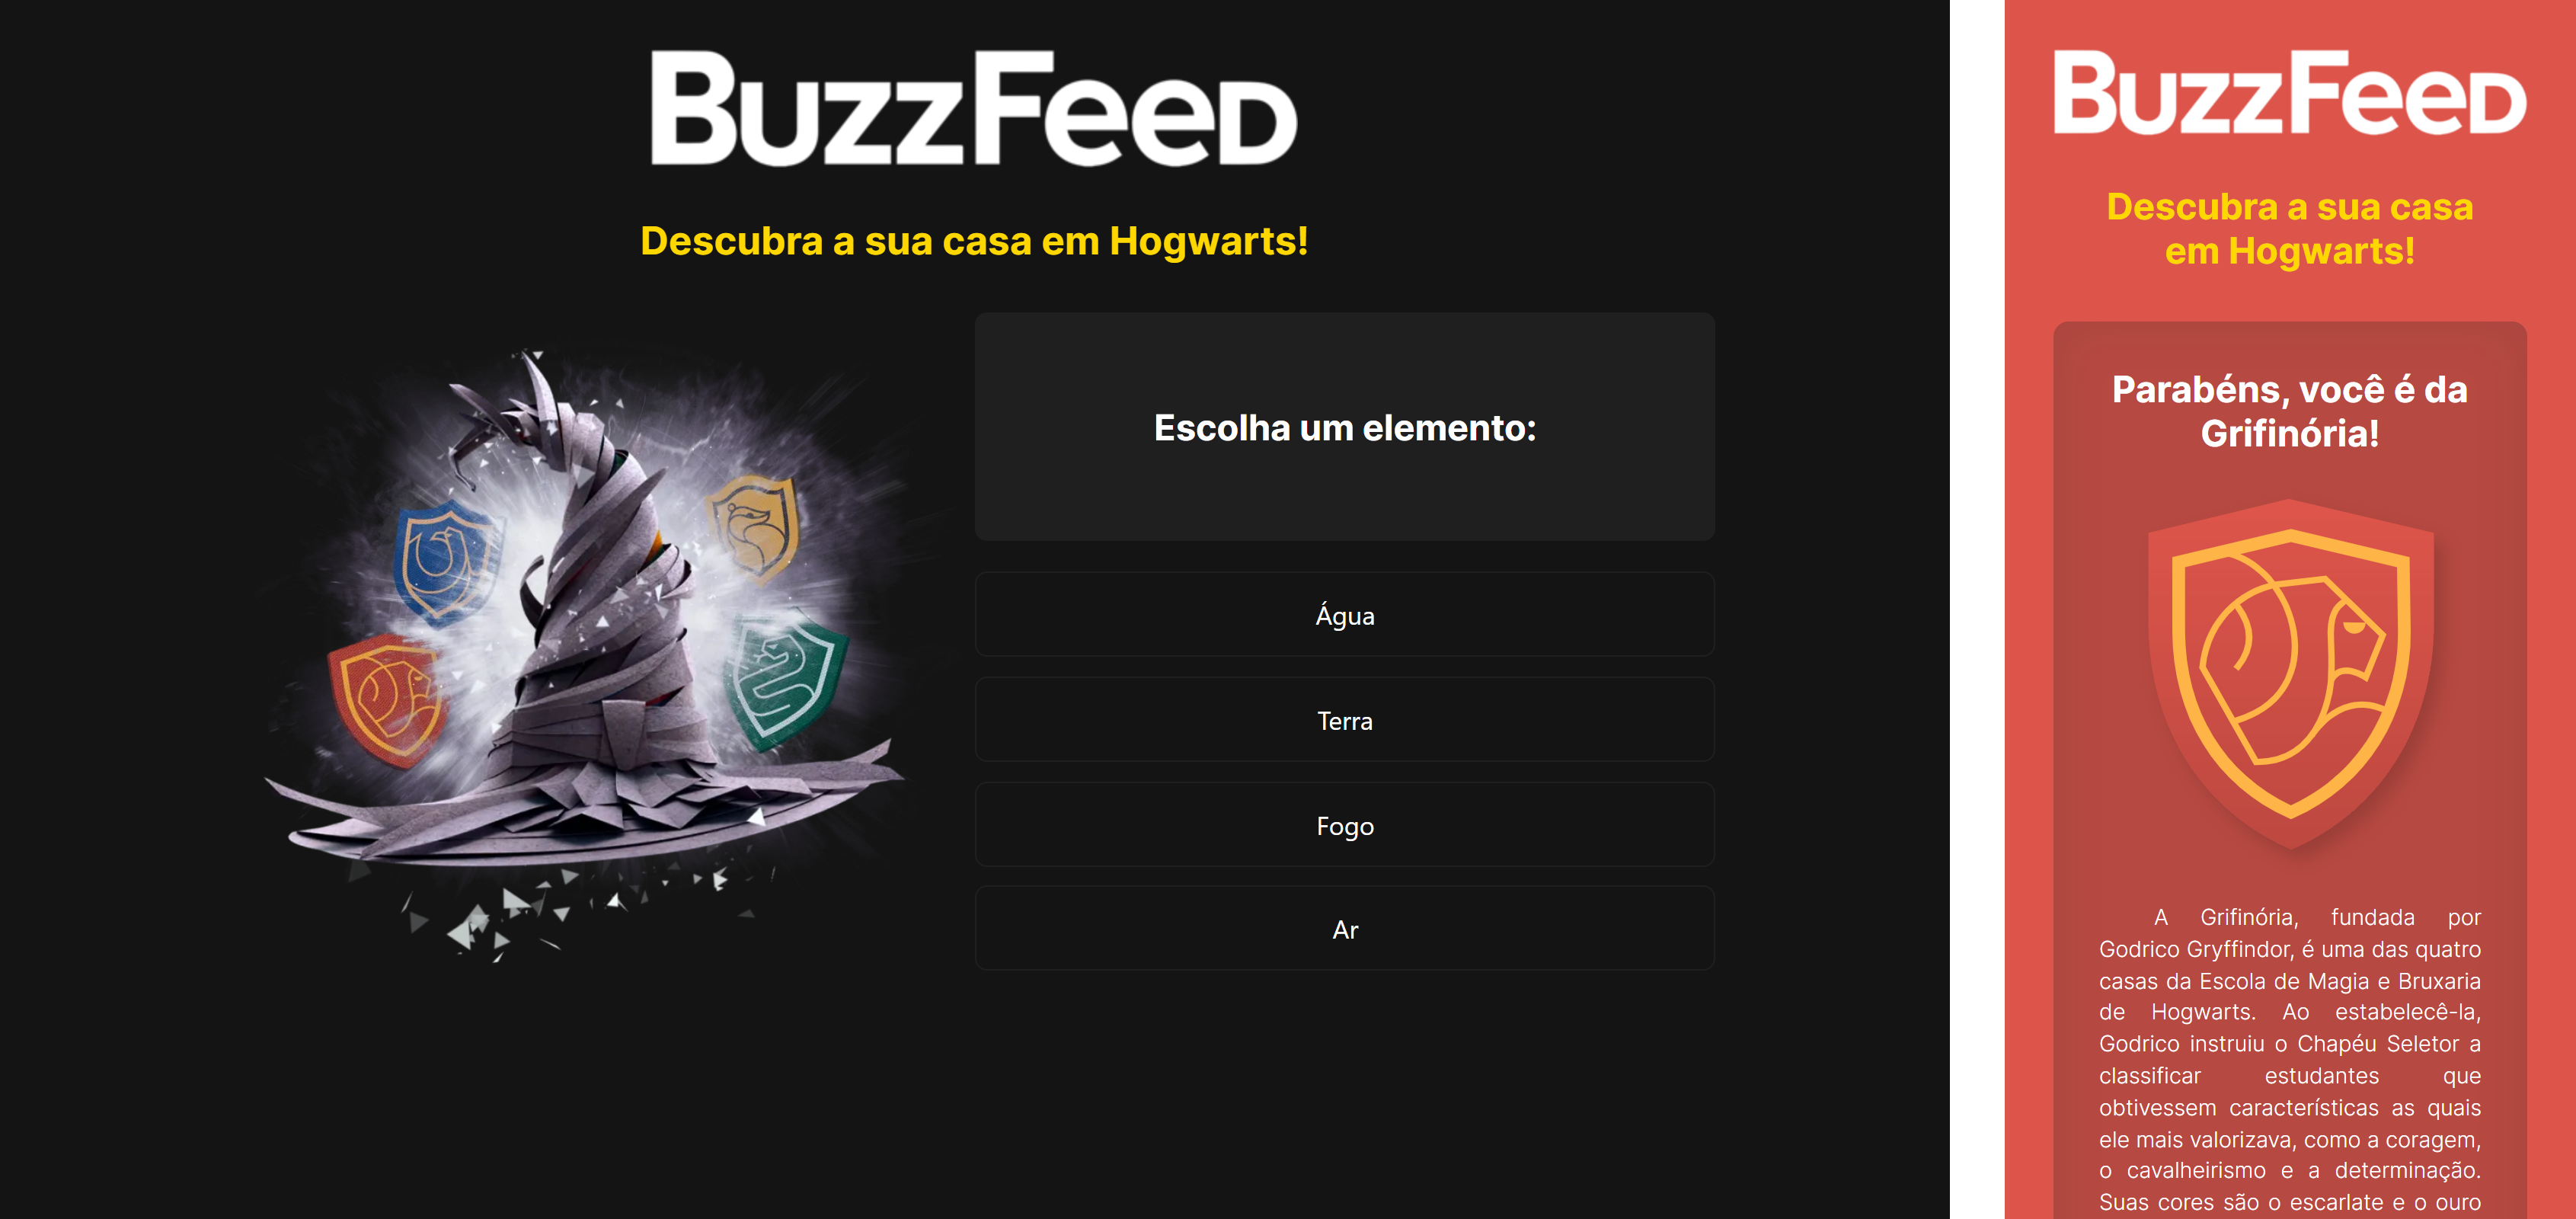 BuzzFeed
Descubra a sua casa em Hogwarts!
Escolha um elemento:
Água
Terra
Fogo
Ar
BuzzFeed
Descubra a sua casa
em Hogwarts!
Parabéns, você é da
Grifinória!
A Grifinória, fundada por
Godrico Gryffindor, é uma das quatro
casas da Escola de Magia e Bruxaria
de Hogwarts. Ao estabelecê-la,
Godrico instruiu o Chapéu Seletor a
classificar estudantes que
obtivessem características as quais
ele mais valorizava, como a coragem,
o cavalheirismo e a determinação.
Suas cores são o escarlate e o ouro